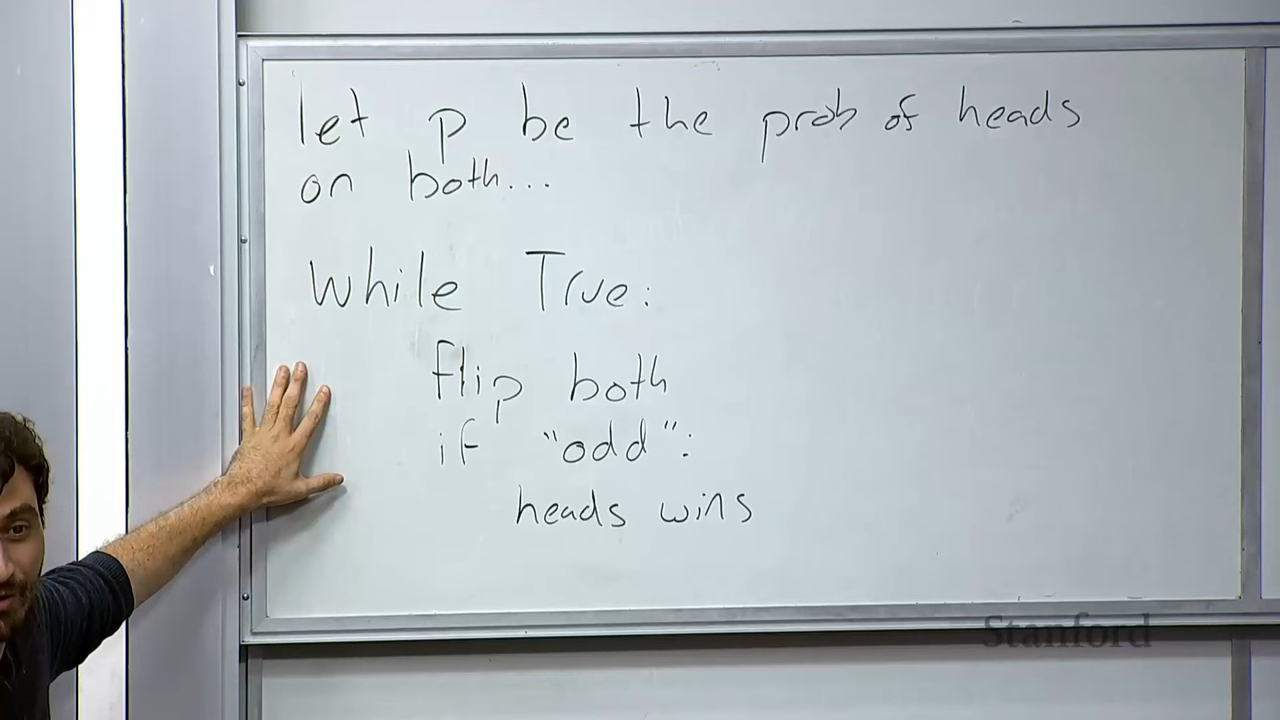 let p be the prob of heads
on both...
While True:
flip both
if "odd":
heads wins
Stanford